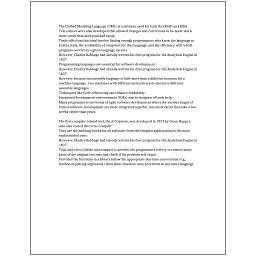 The Unified Modeling Language (UML) is a notation used for both the OOAD and MDA.
Text editors were also developed that allowed changes and corrections to be made much
more easily than with punched cards.
Trade-offs from this ideal involve finding enough programmers who know the language to
build a team, the availability of compilers for that language, and the efficiency with which
programs written in a given language execute.
However, Charles Babbage had already written his first program for the Analytical Engine in
1837.
Programming languages are essential for software development.
However, Charles Babbage had already written his first program for the Analytical Engine in
1837.
However, because an assembly language is little more than a different notation for a
machine language, two machines with different instruction sets also have different
assembly languages.
Techniques like Code refactoring can enhance readability.
Integrated development environments (IDEs) aim to integrate all such help.
Many programmers use forms of Agile software development where the various stages of
formal software development are more integrated together into short cycles that take a few
weeks rather than years.

The first compiler related tool, the A-0 System, was developed in 1952 by Grace Hopper,
who also coined the term 'compiler'.
They are the building blocks for all software, from the simplest applications to the most
sophisticated ones.
However, Charles Babbage had already written his first program for the Analytical Engine in
1837.
Trial-and-error/divide-and-conquer is needed: the programmer will try to remove some
parts of the original test case and check if the problem still exists.
Provided the functions in a library follow the appropriate run-time conventions (e.g.,
method of passing arguments), then these functions may be written in any other language.